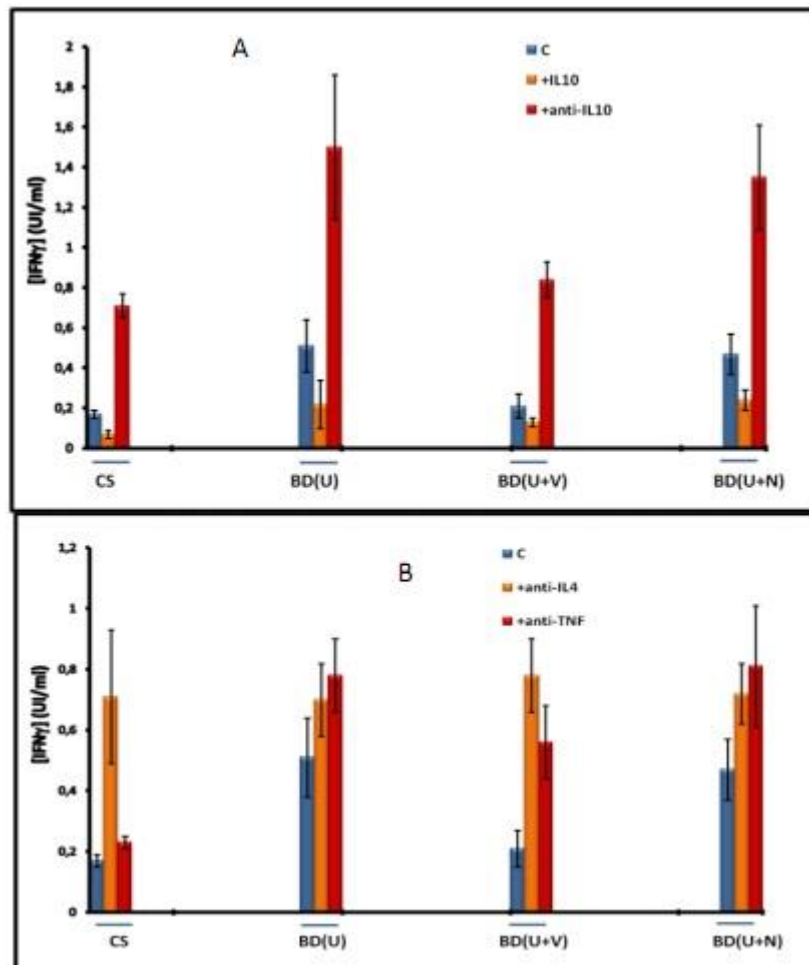 A
C
+IL10
+anti-IL10
[IFNγ] (UI/ml)
2
1,8
1,6
1,4
1,2
1
0,8
0,6
0,4
0,2
0
CS
BD(U)
BD(U+V)
BD(U+N)
B
C
+anti-IL4
+anti-TNF
[IFNγ] (UI/ml)
1,2
1
0,8
0,6
0,4
0,2
0
CS
BD(U)
BD(U+V)
BD(U+N)